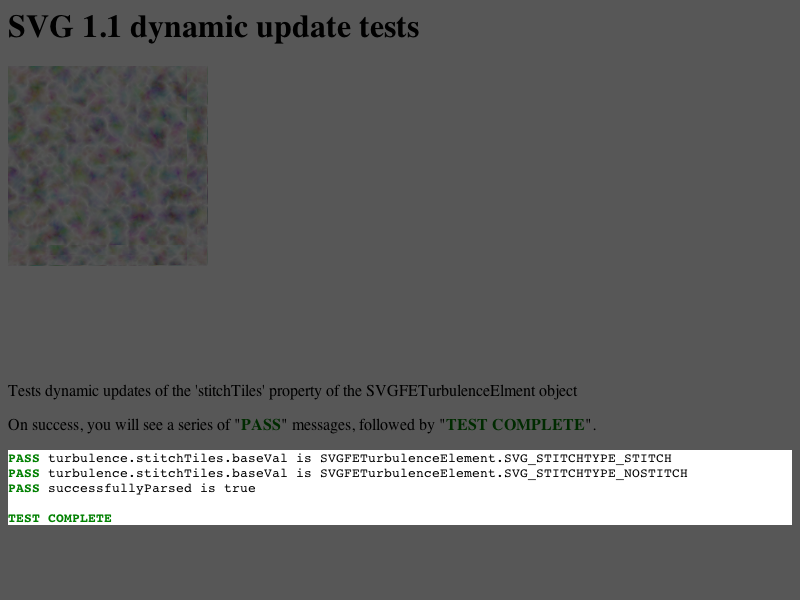 SVG 1.1 dynamic update tests
Tests dynamic updates of the 'stitchTiles' property of the SVGFETurbulenceElment object
On success, you will see a series of "PASS" messages, followed by "TEST COMPLETE".
PASS turbulence.stitchTiles.baseVal is SVGFETurbulenceElement.SVG_STITCHTYPE_STITCH
PASS turbulence.stitchTiles.baseVal is SVGFETurbulenceElement.SVG_STITCHTYPE_NOSTITCH
PASS successfullyParsed is true
TEST COMPLETE